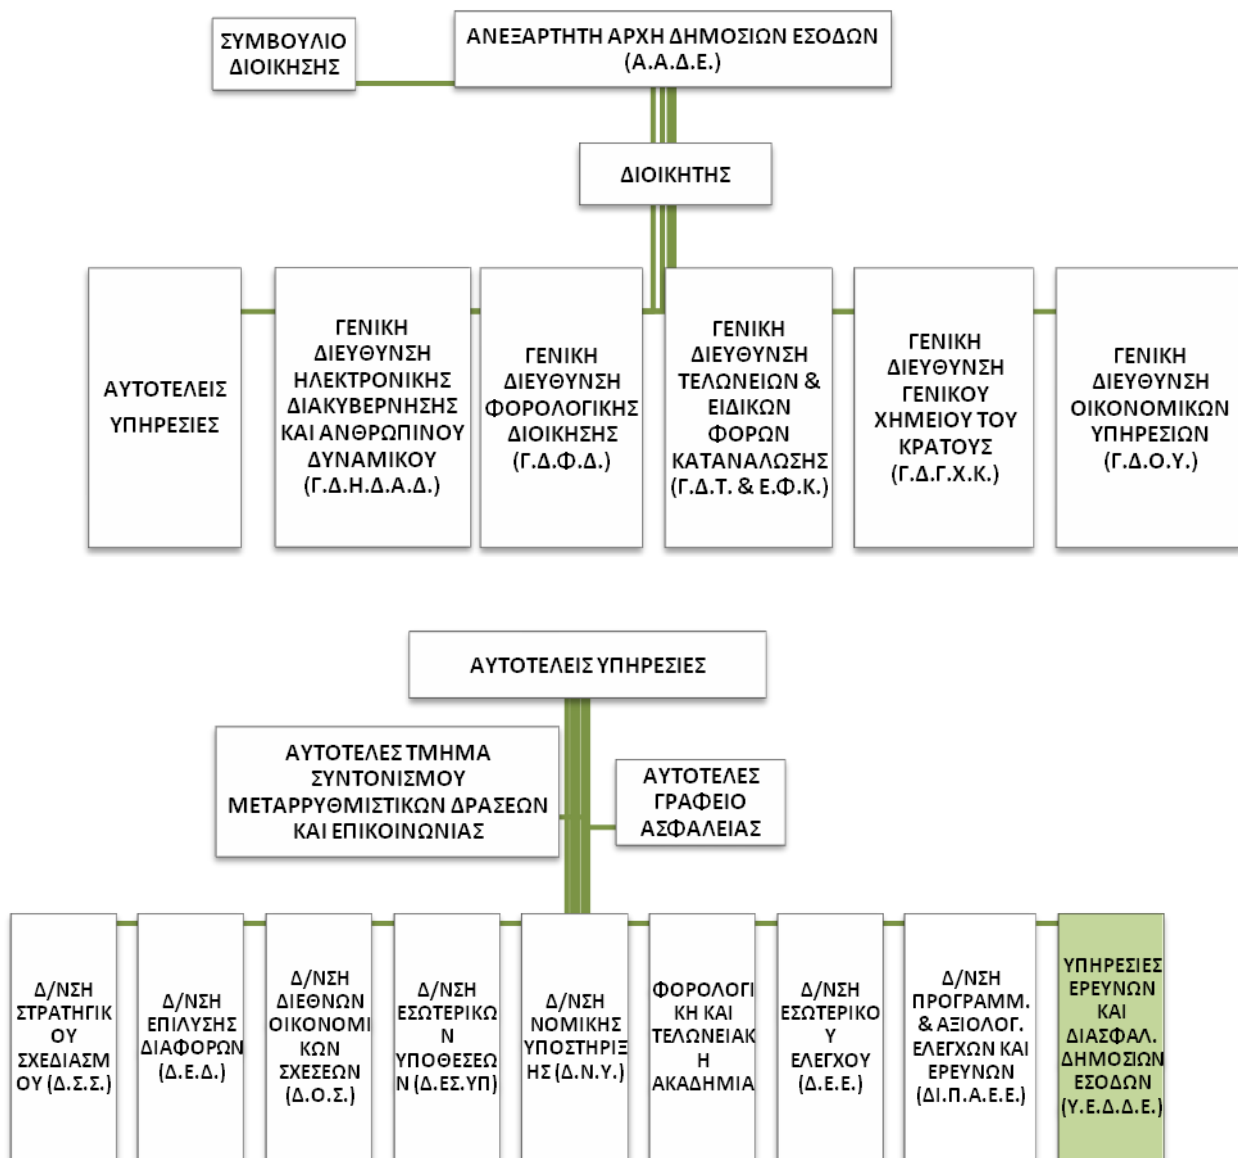 ΣΥΜΒΟΥΛΙΟ
ΔΙΟΙΚΗΣΗΣ
ΑΝΕΞΑΡΤΗΤΗ ΑΡΧΗ ΔΗΜΟΣΙΩΝ ΕΣΟΔΩΝ
(Α.Α.Δ.Ε.)
ΔΙΟΙΚΗΤΗΣ
ΑΥΤΟΤΕΛΕΙΣ
ΥΠΗΡΕΣΙΕΣ
ΓΕΝΙΚΗ
ΔΙΕΥΘΥΝΣΗ
ΗΛΕΚΤΡΟΝΙΚΗΣ
ΔΙΑΚΥΒΕΡΝΗΣΗΣ
ΚΑΙ ΑΝΘΡΩΠΙΝΟΥ
ΔΥΝΑΜΙΚΟΥ
(Γ.Δ.Η.Δ.Α.Δ.)
ΓΕΝΙΚΗ
ΔΙΕΥΘΥΝΣΗ
ΦΟΡΟΛΟΓΙΚΗΣ
ΔΙΟΙΚΗΣΗΣ
(Γ.Δ.Φ.Δ.)
ΓΕΝΙΚΗ
ΔΙΕΥΘΥΝΣΗ
ΤΕΛΩΝΕΙΩΝ &
ΕΙΔΙΚΩΝ
ΦΟΡΩΝ
ΚΑΤΑΝΑΛΩΣΗΣ
(Γ.Δ.Τ. & Ε.Φ.Κ.)
ΓΕΝΙΚΗ
ΔΙΕΥΘΥΝΣΗ
ΓΕΝΙΚΟΥ
ΧΗΜΕΙΟΥ ΤΟΥ
ΚΡΑΤΟΥΣ
(Γ.Δ.Γ.Χ.Κ.)
ΓΕΝΙΚΗ
ΔΙΕΥΘΥΝΣΗ
ΟΙΚΟΝΟΜΙΚΩΝ
ΥΠΗΡΕΣΙΩΝ
(Γ.Δ.Ο.Υ.)
ΑΥΤΟΤΕΛΕΙΣ ΥΠΗΡΕΣΙΕΣ
ΑΥΤΟΤΕΛΕΣ ΤΜΗΜΑ
ΣΥΝΤΟΝΙΣΜΟΥ
ΜΕΤΑΡΡΥΘΜΙΣΤΙΚΩΝ ΔΡΑΣΕΩΝ
ΚΑΙ ΕΠΙΚΟΙΝΩΝΙΑΣ
ΑΥΤΟΤΕΛΕΣ
ΓΡΑΦΕΙΟ
ΑΣΦΑΛΕΙΑΣ
Δ/ΝΣΗ
ΣΤΡΑΤΗΓΙΚ
ΟΥ
ΣΧΕΔΙΑΣΜ
ΟΥ (Δ.Σ.Σ.)
Δ/ΝΣΗ
ΕΠΙΛΥΣΗΣ
ΔΙΑΦΟΡΩΝ
(Δ.Ε.Δ.)
Δ/ΝΣΗ
ΔΙΕΘΝΩΝ
ΟΙΚΟΝΟΜΙ
ΚΩΝ
ΣΧΕΣΕΩΝ
(Δ.Ο.Σ.)
Δ/ΝΣΗ
ΕΣΩΤΕΡΙΚΩ
Ν
ΥΠΟΘΕΣΕΩ
Ν (Δ.ΕΣ.ΥΠ)
Δ/ΝΣΗ
ΝΟΜΙΚΗΣ
ΥΠΟΣΤΗΡΙΞ
ΗΣ (Δ.Ν.Υ.)
ΦΟΡΟΛΟΓΙ
ΚΗ ΚΑΙ
ΤΕΛΩΝΕΙΑΚ
Η
ΑΚΑΔΗΜΙΑ
Δ/ΝΣΗ
ΕΣΩΤΕΡΙΚΟ
Υ
ΕΛΕΓΧΟΥ
(Δ.Ε.Ε.)
Δ/ΝΣΗ
ΠΡΟΓΡΑΜΜ.
& ΑΞΙΟΛΟΓ.
ΕΛΕΓΧΩΝ ΚΑΙ
ΕΡΕΥΝΩΝ
(ΔΙ.Π.Α.Ε.Ε.)
ΥΠΗΡΕΣΙΕΣ
ΕΡΕΥΝΩΝ
ΚΑΙ
ΔΙΑΣΦΑΛ.
ΔΗΜΟΣΙΩΝ
ΕΣΟΔΩΝ
(Υ.Ε.Δ.Δ.Ε.)